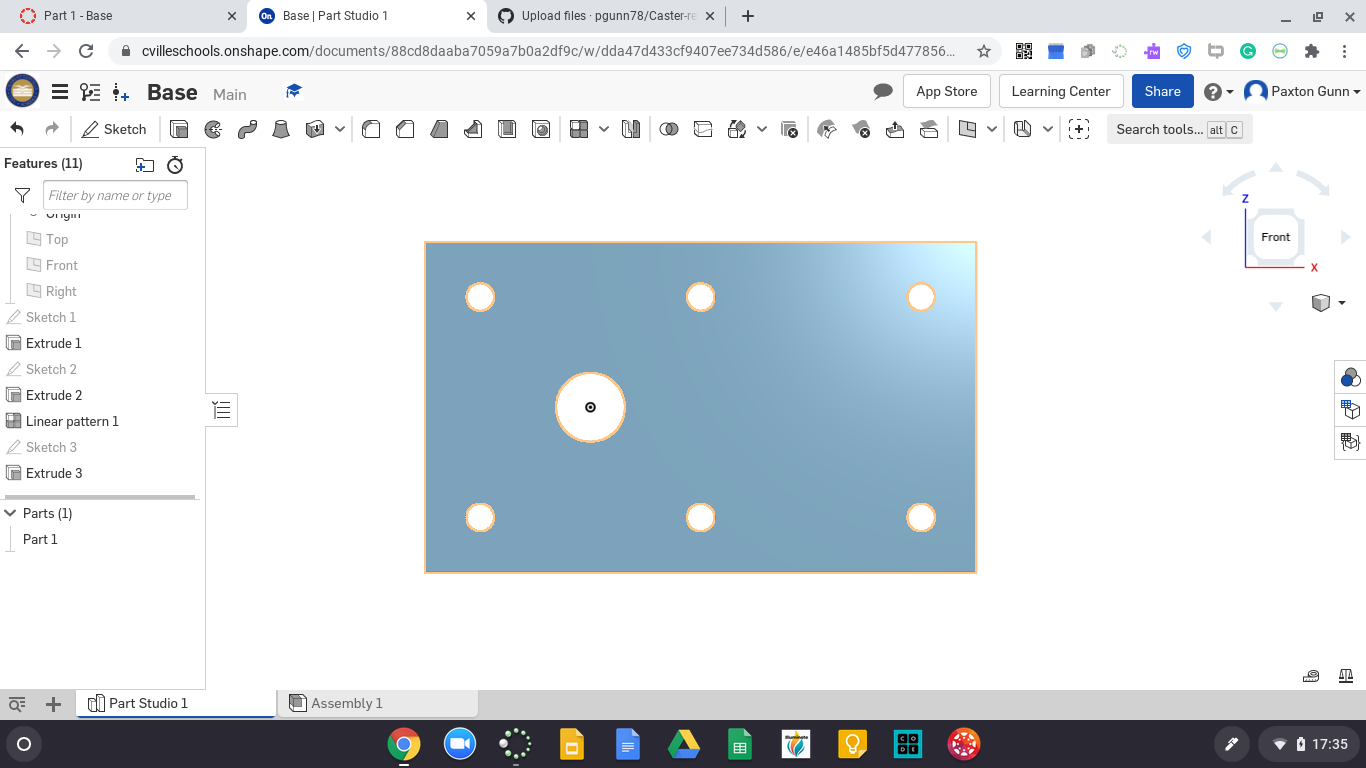 Part 1 - Base
Base | Part Studio 1
Upload files · pgunn78/Caster-re
cvilleschools.onshape.com/documents/88cd8daaba7059a7b0a2df9c/w/dda47d433cf9407ee734d586/e/e46a1485bf5d477856…
Base Main
App Store
Learning Center
Share
Paxton Gunn
Sketch
Search tools... alt C
Features (11)
Filter by name or type
Origin
Top
Front
Right
Sketch 1
Extrude 1
Sketch 2
Extrude 2
Linear pattern 1
Sketch 3
Extrude 3
Parts (1)
Part 1
Z
Front
X
Part Studio 1
Assembly 1
17:35